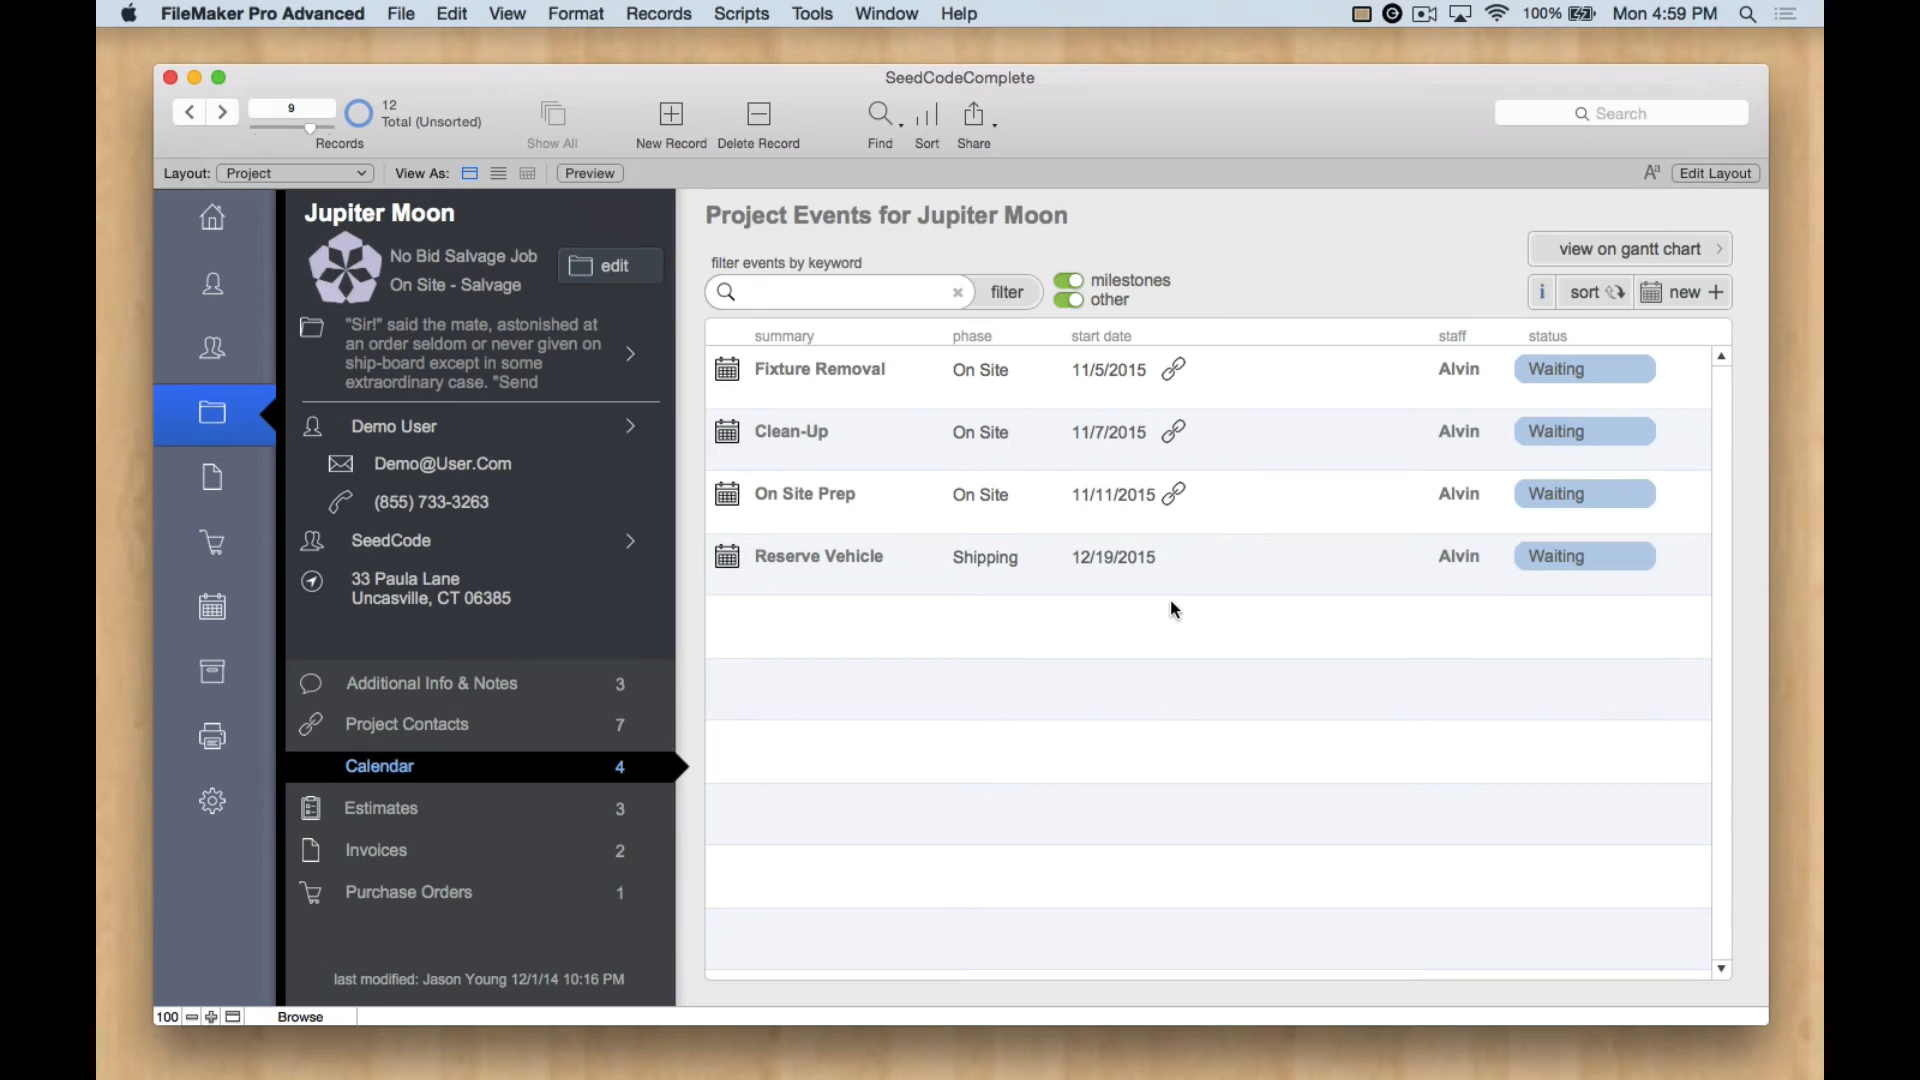 FileMaker Pro Advanced File Edit View Format Records Scripts Tools Window Help 100% Mon 4:59 PM
SeedCodeComplete
9
12
Total (Unsorted)
Records
Show All
New Record
Delete Record
Find
Sort
Share
Search
Layout: Project View As: Preview Aa Edit Layout
Jupiter Moon
No Bid Salvage Job
On Site - Salvage
edit
"Sir!" said the mate, astonished at
an order seldom or never given on
ship-board except in some
extraordinary case. "Send
Demo User
Demo@User.Com
(855) 733-3263
SeedCode
33 Paula Lane
Uncasville, CT 06385
Additional Info & Notes 3
Project Contacts 7
Calendar 4
Estimates 3
Invoices 2
Purchase Orders 1
last modified: Jason Young 12/1/14 10:16 PM
Project Events for Jupiter Moon
view on gantt chart
filter events by keyword
filter
milestones
other
i sort new +
summary phase start date staff status
Fixture Removal On Site 11/5/2015 Alvin Waiting
Clean-Up On Site 11/7/2015 Alvin Waiting
On Site Prep On Site 11/11/2015 Alvin Waiting
Reserve Vehicle Shipping 12/19/2015 Alvin Waiting
100 Browse